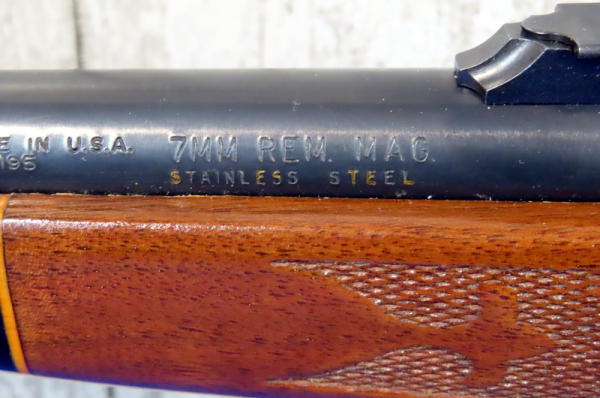 E IN U.S.A. 7MM REM. MAG.
195 STAINLESS STEEL